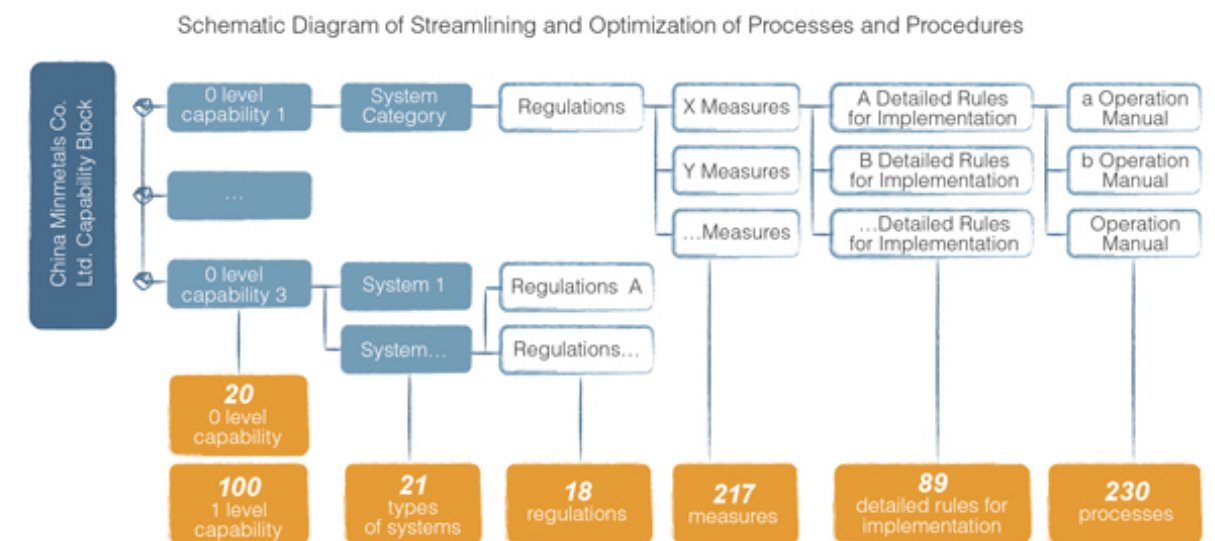 Schematic Diagram of Streamlining and Optimization of Processes and Procedures
China Minmetals Co.
Ltd. Capability Block
0 level
capability 1
System
Category
Regulations
X Measures
A Detailed Rules
for Implementation
a Operation
Manual
...
Y Measures
B Detailed Rules
for Implementation
b Operation
Manual
...Measures
...Detailed Rules
for Implementation
Operation
Manual
0 level
capability 3
System 1
Regulations A
System...
Regulations...
20
0 level
capability
100
1 level
capability
21
types
of systems
18
regulations
217
measures
89
detailed rules for
implementation
230
processes